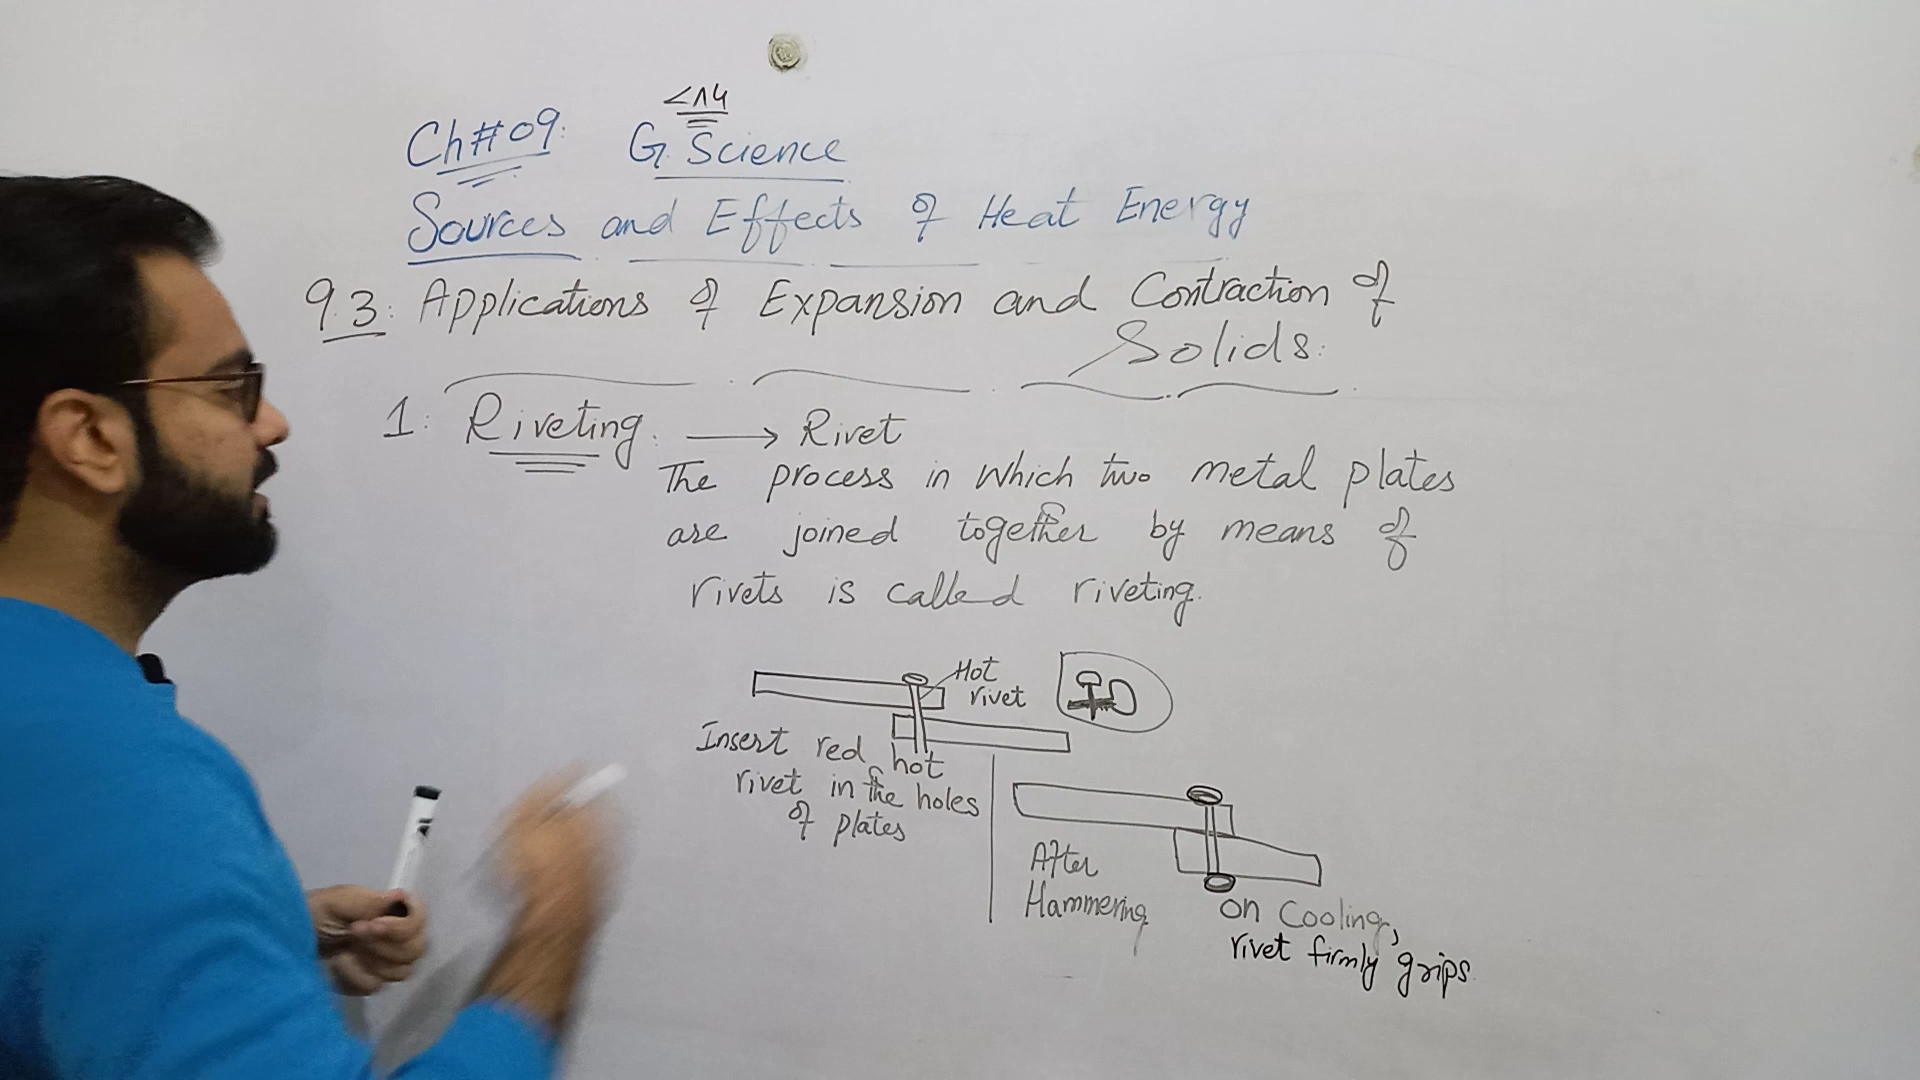 Ch#09: G. Science
<14
Sources and Effects of Heat Energy
9.3: Applications of Expansion and Contraction of
Solids:
1: Riveting: → Rivet
The process in which two metal plates
are joined together by means of
rivets is called riveting.
Hot
rivet
Insert red hot
rivet in the holes
of plates
After
Hammering
on Cooling,
rivet firmly grips